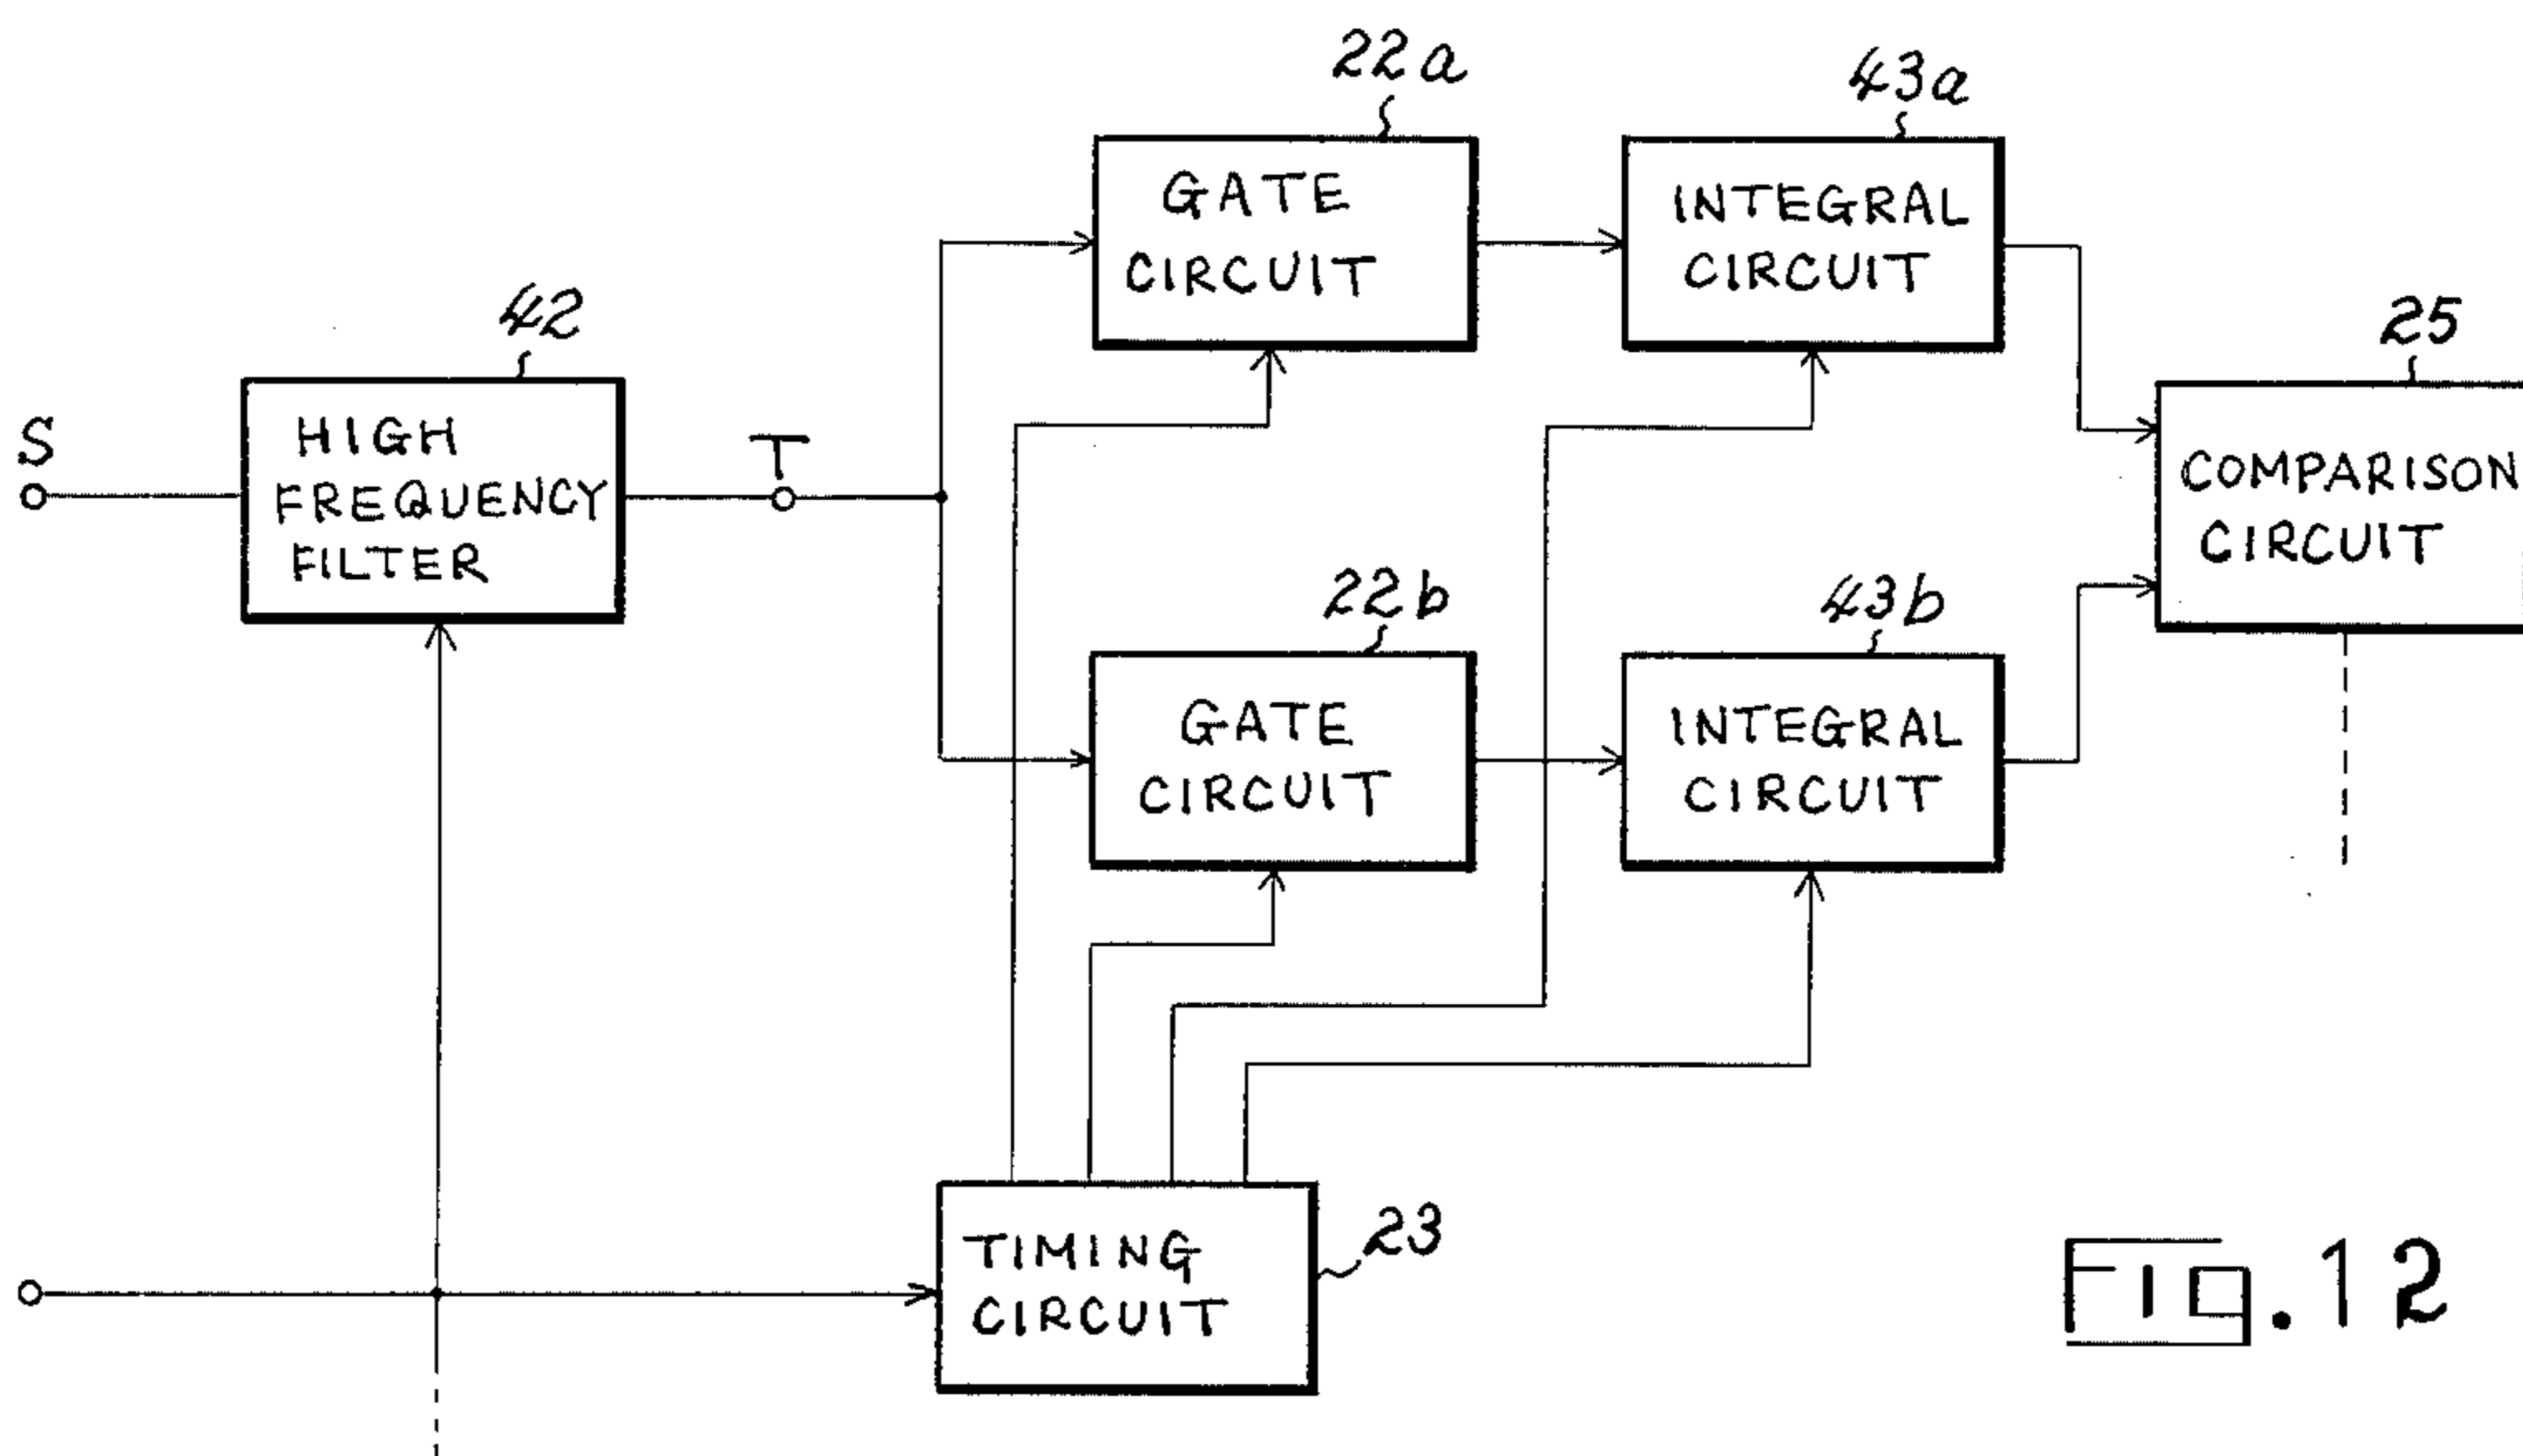 22a
43a
GATE
CIRCUIT
INTEGRAL
CIRCUIT
42
25
S
HIGH
FREQUENCY
FILTER
T
COMPARISON
CIRCUIT
22b
43b
GATE
CIRCUIT
INTEGRAL
CIRCUIT
TIMING
CIRCUIT
23
Fig.12